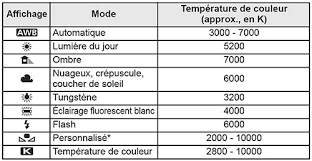 Affichage Mode Température de couleur
(approx., en K)
AWB Automatique 3000 - 7000
Lumière du jour 5200
Ombre 7000
Nuageux, crépuscule,
coucher de soleil 6000
Tungstène 3200
Éclairage fluorescent blanc 4000
Flash 6000
Personnalisé* 2000 - 10000
K Température de couleur 2800 - 10000